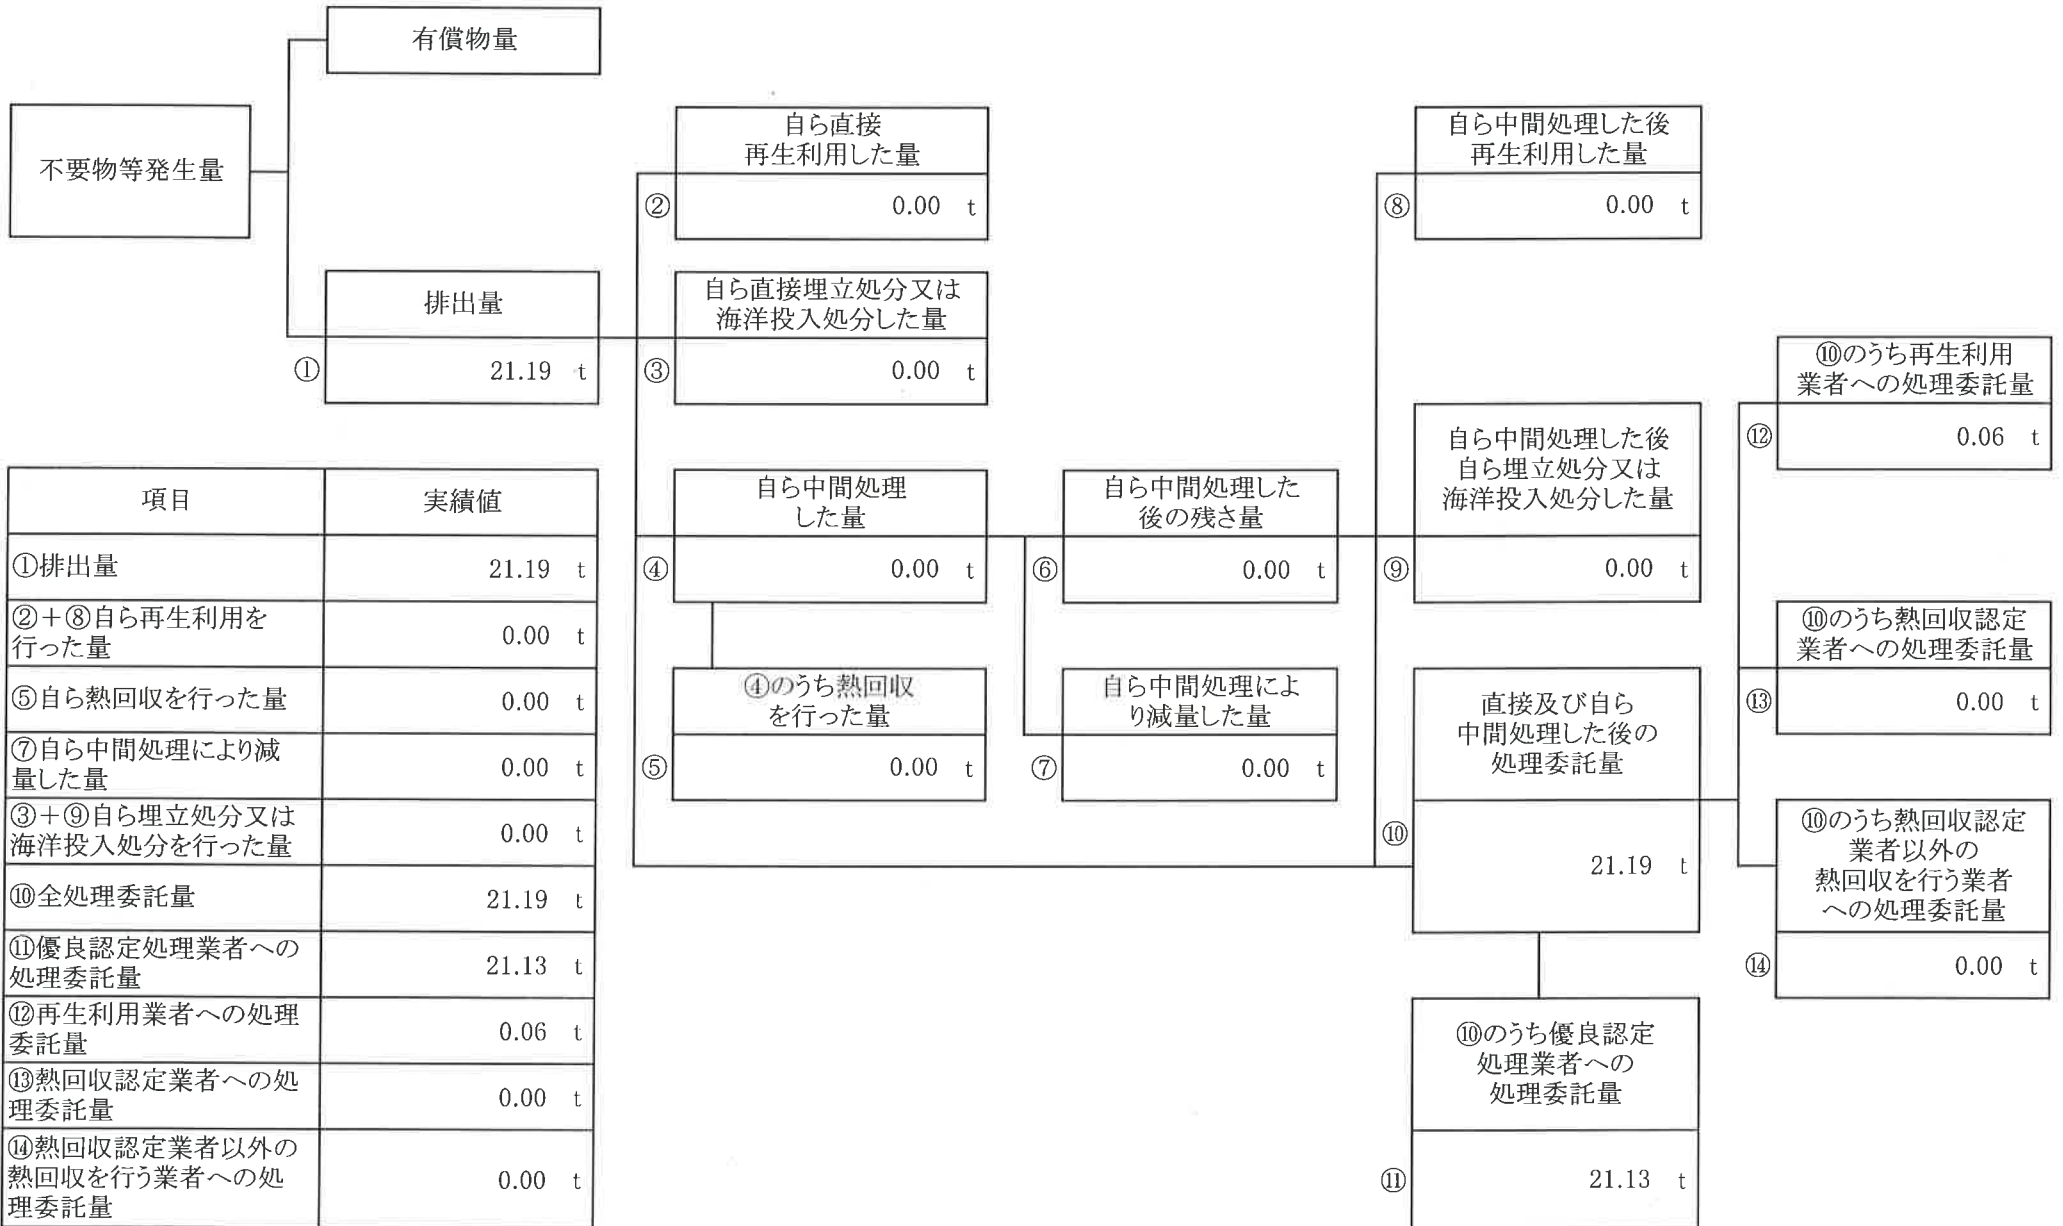 有償物量
不要物等発生量
排出量
① 21.19 t
自ら直接
再生利用した量
② 0.00 t
自ら直接埋立処分又は
海洋投入処分した量
③ 0.00 t
自ら中間処理
した量
④ 0.00 t
④のうち熱回収
を行った量
⑤ 0.00 t
自ら中間処理した
後の残さ量
⑥ 0.00 t
自ら中間処理によ
り減量した量
⑦ 0.00 t
自ら中間処理した後
再生利用した量
⑧ 0.00 t
自ら中間処理した後
自ら埋立処分又は
海洋投入処分した量
⑨ 0.00 t
直接及び自ら
中間処理した後の
処理委託量
⑩ 21.19 t
⑩のうち優良認定
処理業者への
処理委託量
⑪ 21.13 t
⑩のうち再生利用
業者への処理委託量
⑫ 0.06 t
⑩のうち熱回収認定
業者への処理委託量
⑬ 0.00 t
⑩のうち熱回収認定
業者以外の
熱回収を行う業者
への処理委託量
⑭ 0.00 t
項目 実績値
①排出量 21.19 t
②+⑧自ら再生利用を
行った量 0.00 t
⑤自ら熱回収を行った量 0.00 t
⑦自ら中間処理により減
量した量 0.00 t
③+⑨自ら埋立処分又は
海洋投入処分を行った量 0.00 t
⑩全処理委託量 21.19 t
⑪優良認定処理業者への
処理委託量 21.13 t
⑫再生利用業者への処理
委託量 0.06 t
⑬熱回収認定業者への処
理委託量 0.00 t
⑭熱回収認定業者以外の
熱回収を行う業者への処
理委託量 0.00 t